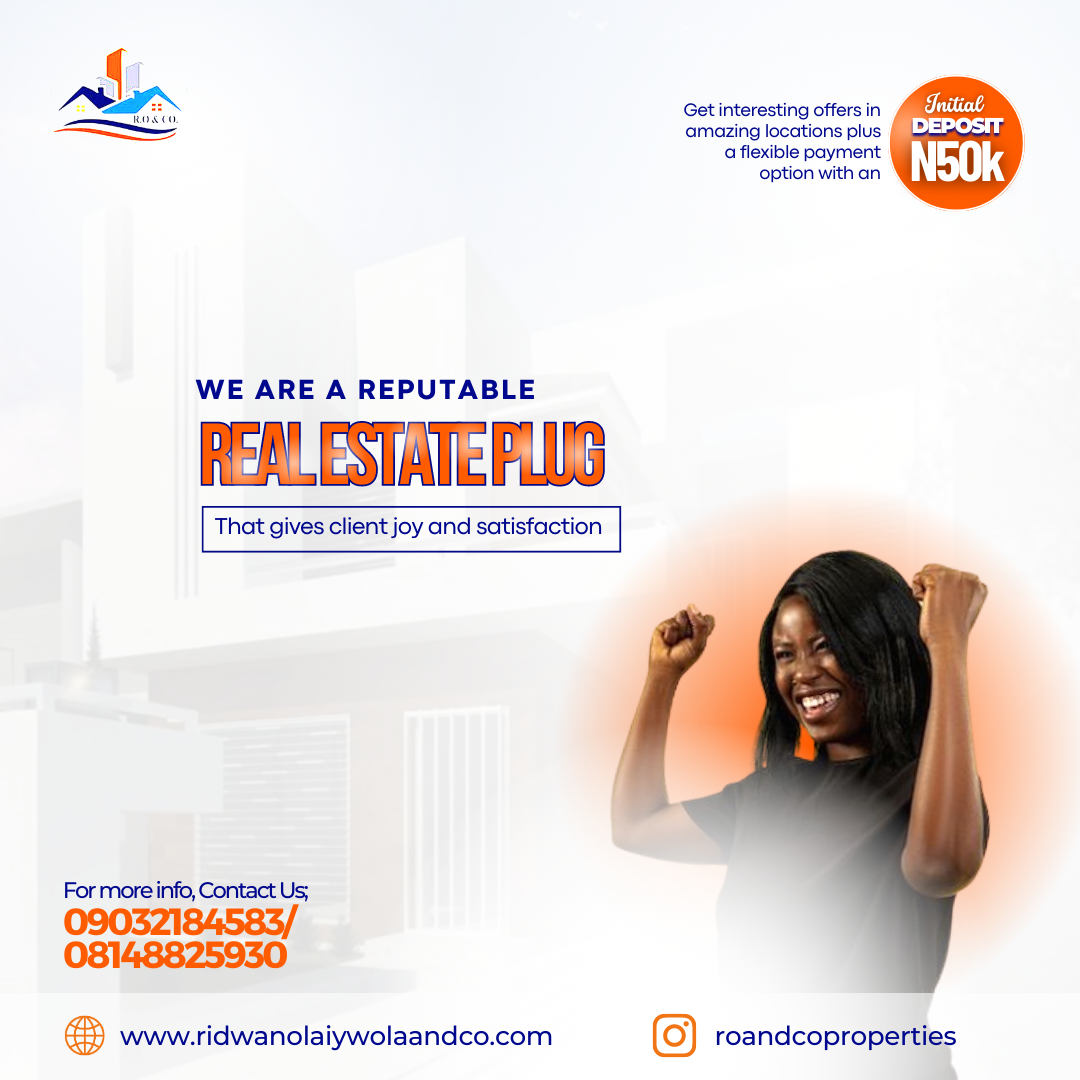 R.O & CO.
Get interesting offers in
amazing locations plus
a flexible payment
option with an
Initial
DEPOSIT
N50k
WE ARE A REPUTABLE
REAL ESTATE PLUG
That gives client joy and satisfaction
For more info, Contact Us;
09032184583/
08148825930
www.ridwanolaiywolaandco.com
roandcoproperties